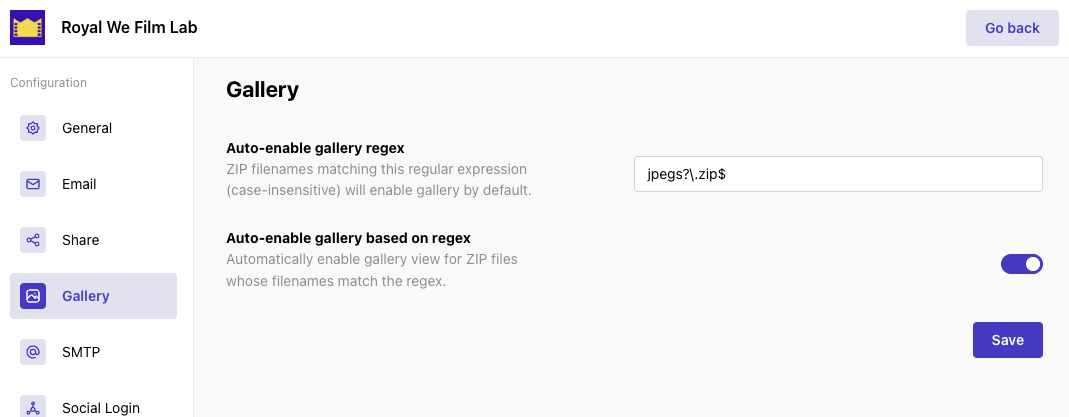 Royal We Film Lab
Go back
Configuration
General
Email
Share
Gallery
SMTP
Social Login
Gallery
Auto-enable gallery regex
ZIP filenames matching this regular expression
(case-insensitive) will enable gallery by default.
jpegs?\.zip$
Auto-enable gallery based on regex
Automatically enable gallery view for ZIP files
whose filenames match the regex.
Save